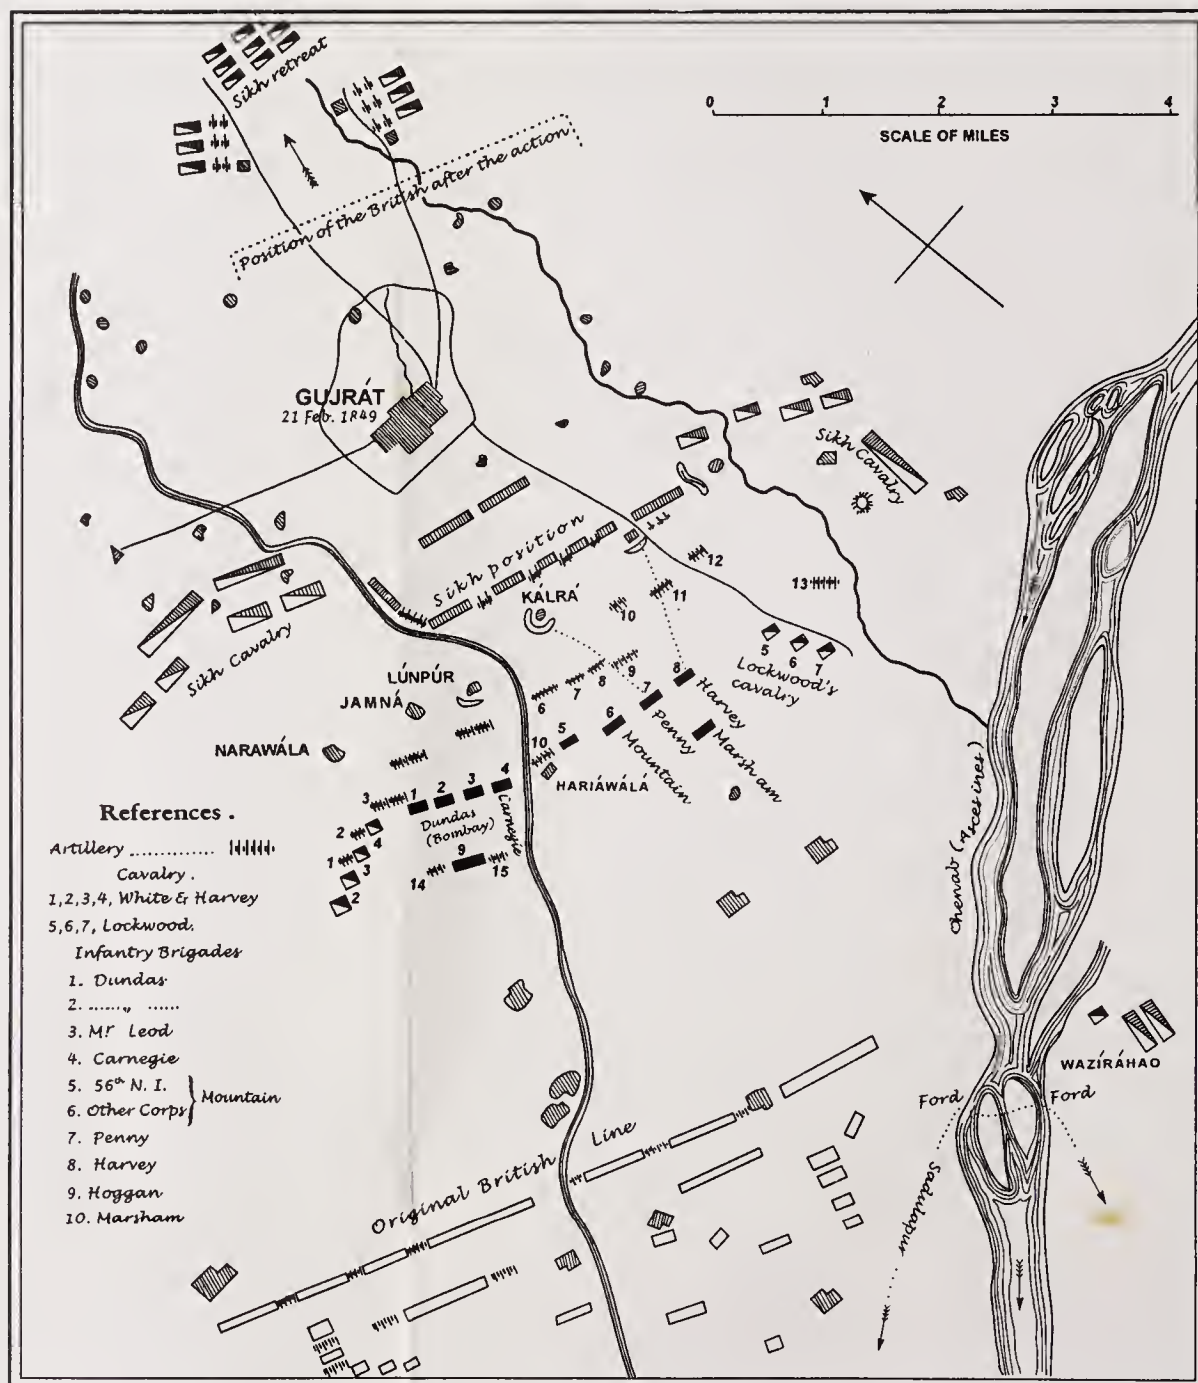 Sikh retreat
0 1 2 3 4
SCALE OF MILES
Position of the British after the action
GUJRÁT
21 Feb. 1849
Sikh Cavalry
Sikh position
12
13
KÁLRÁ
11
10
5 6 7
Lockwood's
cavalry
Sikh Cavalry
LÚNPÚR
JAMNÁ
NARAWÁLA
6 7 8 9
8 Harvey
7 Penny
6 Mountain
Marsham
10 5
HARIÁWÁLÁ
3 1 2 3 4
Carnegie
Dundas
(Bombay)
2
1 4
3
2
14 9 15
Chenab (Ascesines)
References .
Artillery ...............
Cavalry .
1,2,3,4, White & Harvey
5,6,7, Lockwood.
Infantry Brigades
1. Dundas
2. ......„ ......
3. Mr Leod
4. Carnegie
5. 56th N. I.
6. Other Corps
Mountain
7. Penny
8. Harvey
9. Hoggan
10. Marsham
WAZÍRÁHAO
Ford Ford
Sadulapur
Original British Line